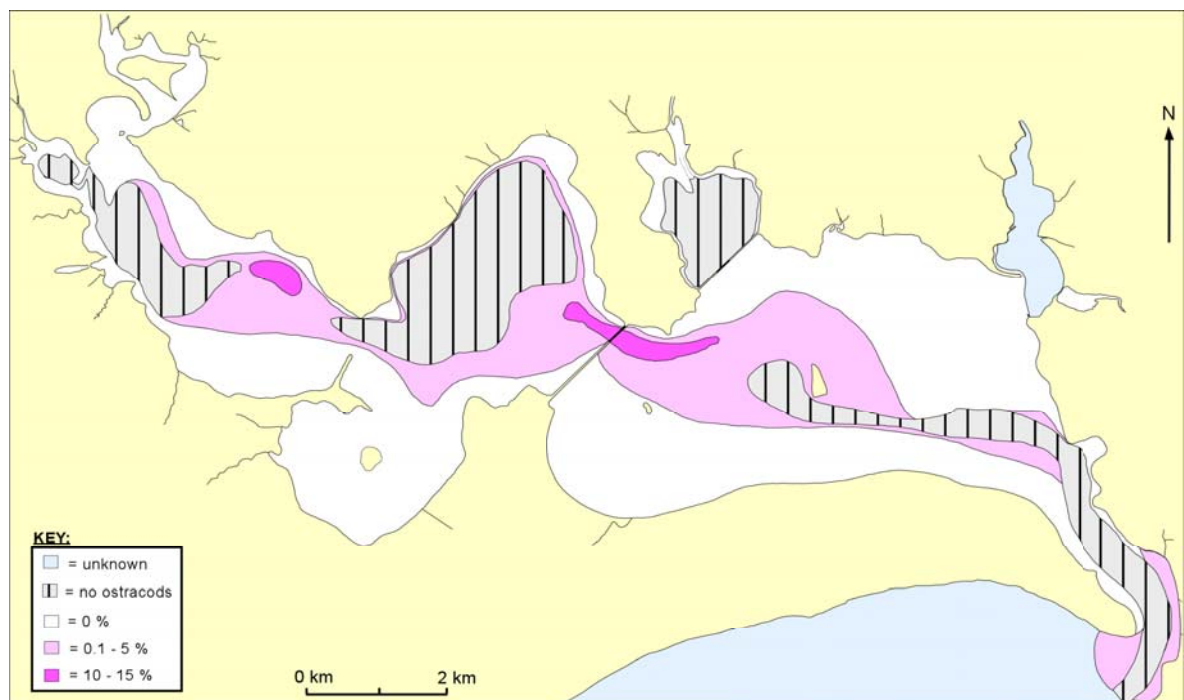 N
KEY:
= unknown
= no ostracods
= 0 %
= 0.1 - 5 %
= 10 - 15 %
0 km 2 km